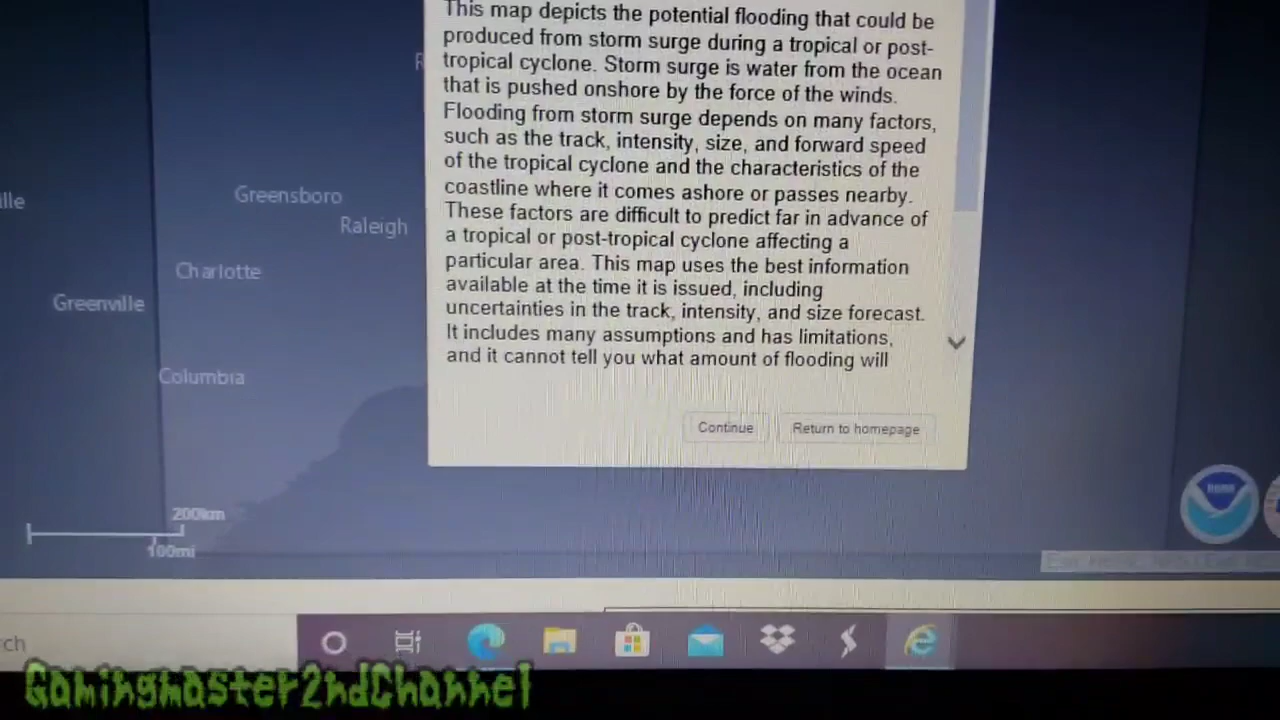 This map depicts the potential flooding that could be
produced from storm surge during a tropical or post-
tropical cyclone. Storm surge is water from the ocean
that is pushed onshore by the force of the winds.
Flooding from storm surge depends on many factors,
such as the track, intensity, size, and forward speed
of the tropical cyclone and the characteristics of the
coastline where it comes ashore or passes nearby.
These factors are difficult to predict far in advance of
a tropical or post-tropical cyclone affecting a
particular area. This map uses the best information
available at the time it is issued, including
uncertainties in the track, intensity, and size forecast.
It includes many assumptions and has limitations,
and it cannot tell you what amount of flooding will
Continue
Return to homepage
R
ille
Greensboro
Raleigh
Charlotte
Greenville
Columbia
200km
100mi
NOAA
rch
Gamingmaster2ndChannel